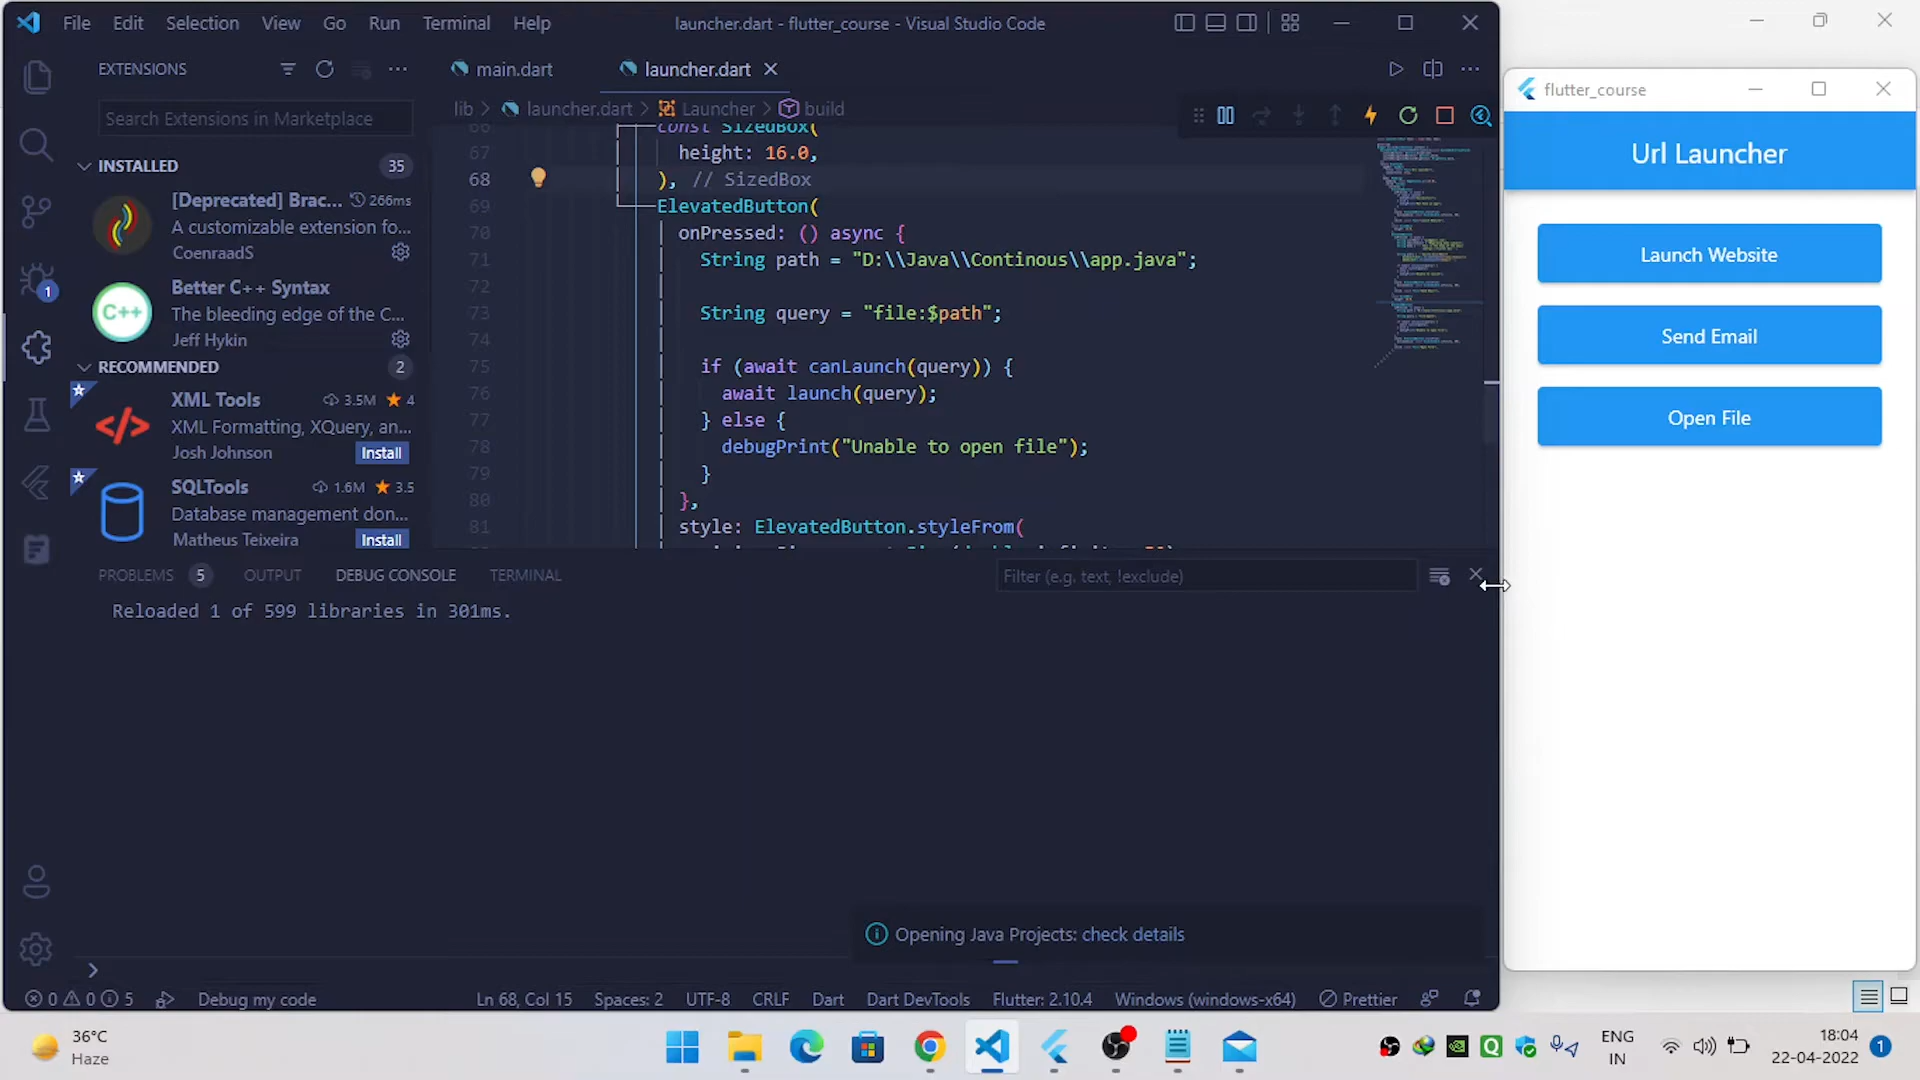 File Edit Selection View Go Run Terminal Help
launcher.dart - flutter_course - Visual Studio Code
EXTENSIONS
main.dart
launcher.dart
Search Extensions in Marketplace
lib > launcher.dart > Launcher > build
INSTALLED 35
[Deprecated] Brac... 266ms
A customizable extension fo...
CoenraadS
Better C++ Syntax
The bleeding edge of the C...
Jeff Hykin
RECOMMENDED 2
XML Tools 3.5M 4
XML Formatting, XQuery, an...
Josh Johnson Install
SQLTools 1.6M 3.5
Database management don...
Matheus Teixeira Install
66 const SizedBox(
67 height: 16.0,
68 ), // SizedBox
69 ElevatedButton(
70 onPressed: () async {
71 String path = "D:\\Java\\Continous\\app.java";
72
73 String query = "file:$path";
74
75 if (await canLaunch(query)) {
76 await launch(query);
77 } else {
78 debugPrint("Unable to open file");
79 }
80 },
81 style: ElevatedButton.styleFrom(
PROBLEMS 5 OUTPUT DEBUG CONSOLE TERMINAL
Filter (e.g. text, !exclude)
Reloaded 1 of 599 libraries in 301ms.
Opening Java Projects: check details
1
C++
0 0 5 Debug my code Ln 68, Col 15 Spaces: 2 UTF-8 CRLF Dart Dart DevTools Flutter: 2.10.4 Windows (windows-x64) Prettier
flutter_course
Url Launcher
Launch Website
Send Email
Open File
36°C
Haze
ENG
IN
18:04
22-04-2022
1